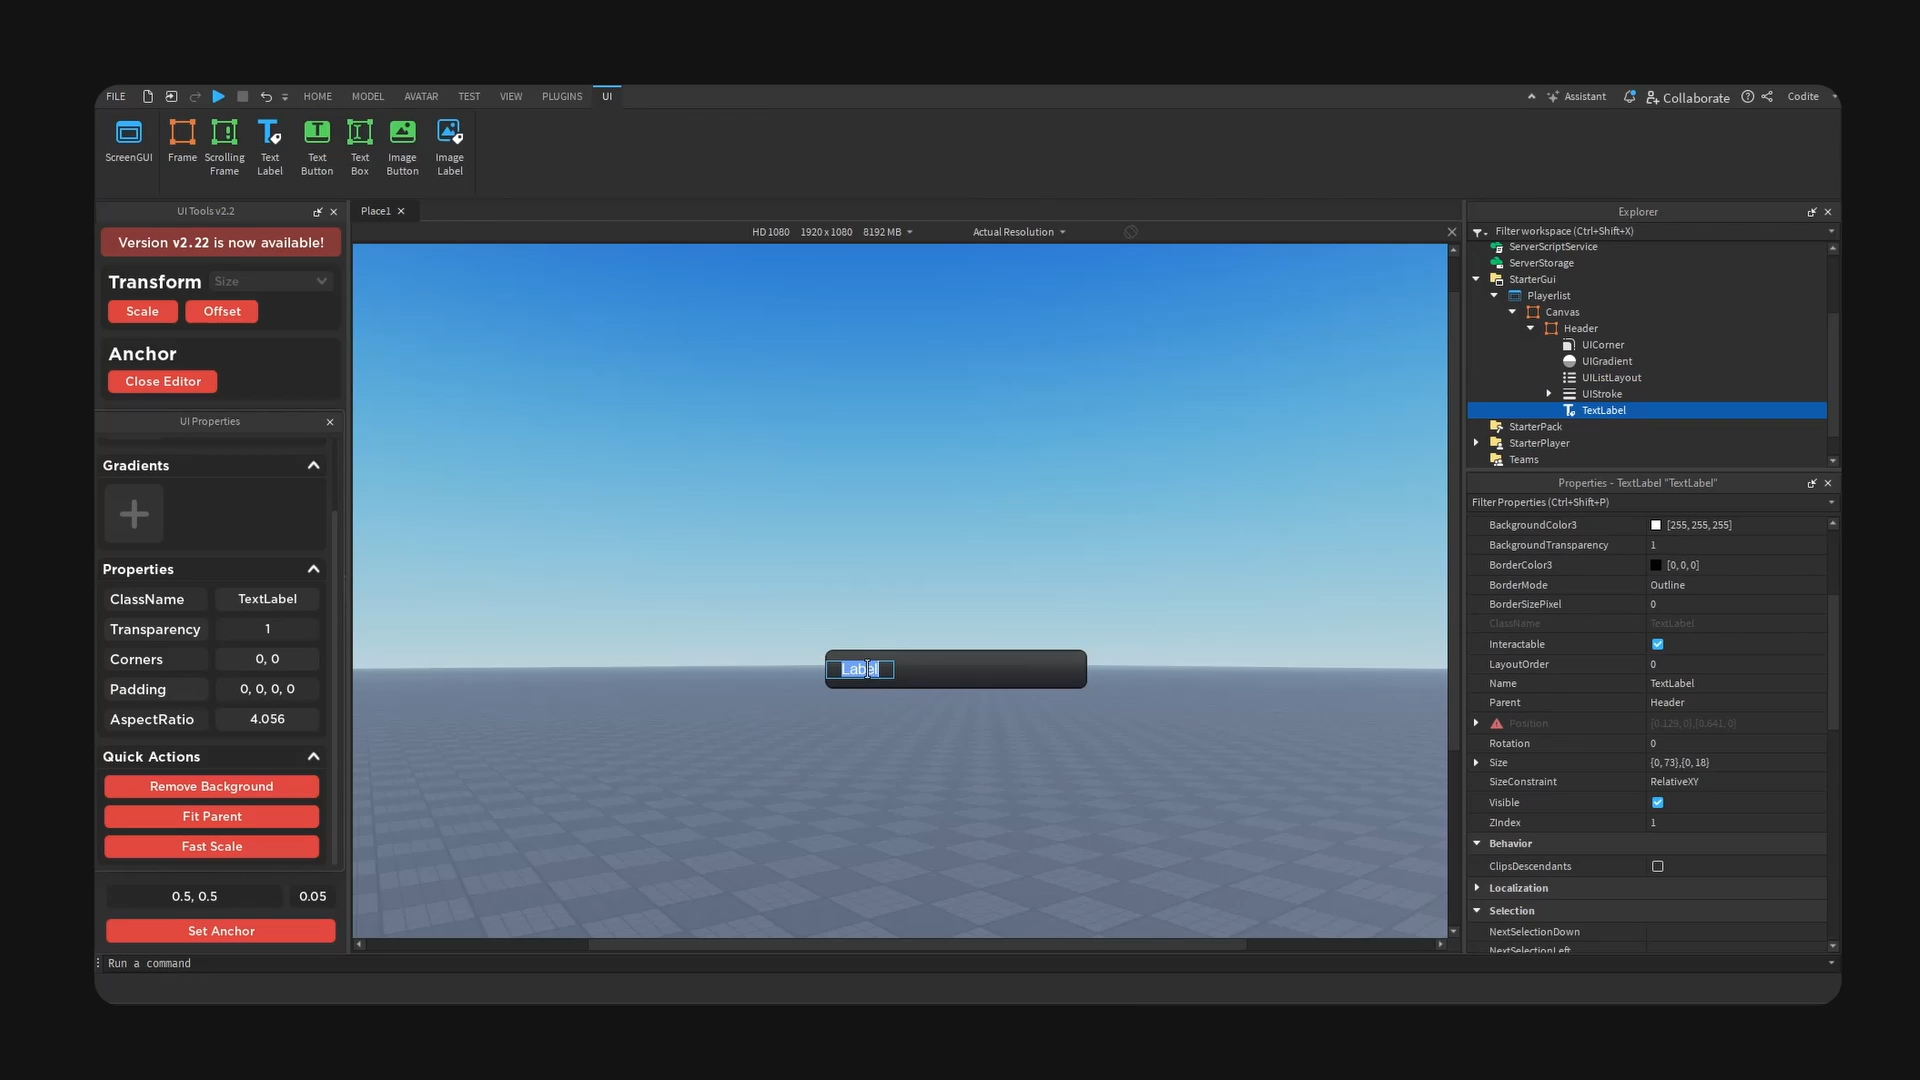 FILE
HOME
MODEL
AVATAR
TEST
VIEW
PLUGINS
UI
Assistant
Collaborate
Codite
ScreenGUI
Frame
Scrolling
Frame
Text
Label
Text
Button
Text
Box
Image
Button
Image
Label
UI Tools v2.2
Version v2.22 is now available!
Transform
Size
Scale
Offset
Anchor
Close Editor
UI Properties
Gradients
Properties
ClassName TextLabel
Transparency 1
Corners 0, 0
Padding 0, 0, 0, 0
AspectRatio 4.056
Quick Actions
Remove Background
Fit Parent
Fast Scale
0.5, 0.5 0.05
Set Anchor
Run a command
Place1
HD 1080 1920 x 1080 8192 MB
Actual Resolution
Label
Explorer
Filter workspace (Ctrl+Shift+X)
ServerScriptService
ServerStorage
StarterGui
Playerlist
Canvas
Header
UICorner
UIGradient
UIListLayout
UIStroke
TextLabel
StarterPack
StarterPlayer
Teams
Properties - TextLabel "TextLabel"
Filter Properties (Ctrl+Shift+P)
BackgroundColor3 [255, 255, 255]
BackgroundTransparency 1
BorderColor3 [0, 0, 0]
BorderMode Outline
BorderSizePixel 0
ClassName TextLabel
Interactable
LayoutOrder 0
Name TextLabel
Parent Header
Position {0.129, 0},{0.641, 0}
Rotation 0
Size {0, 73},{0, 18}
SizeConstraint RelativeXY
Visible
ZIndex 1
Behavior
ClipsDescendants
Localization
Selection
NextSelectionDown
NextSelectionLeft